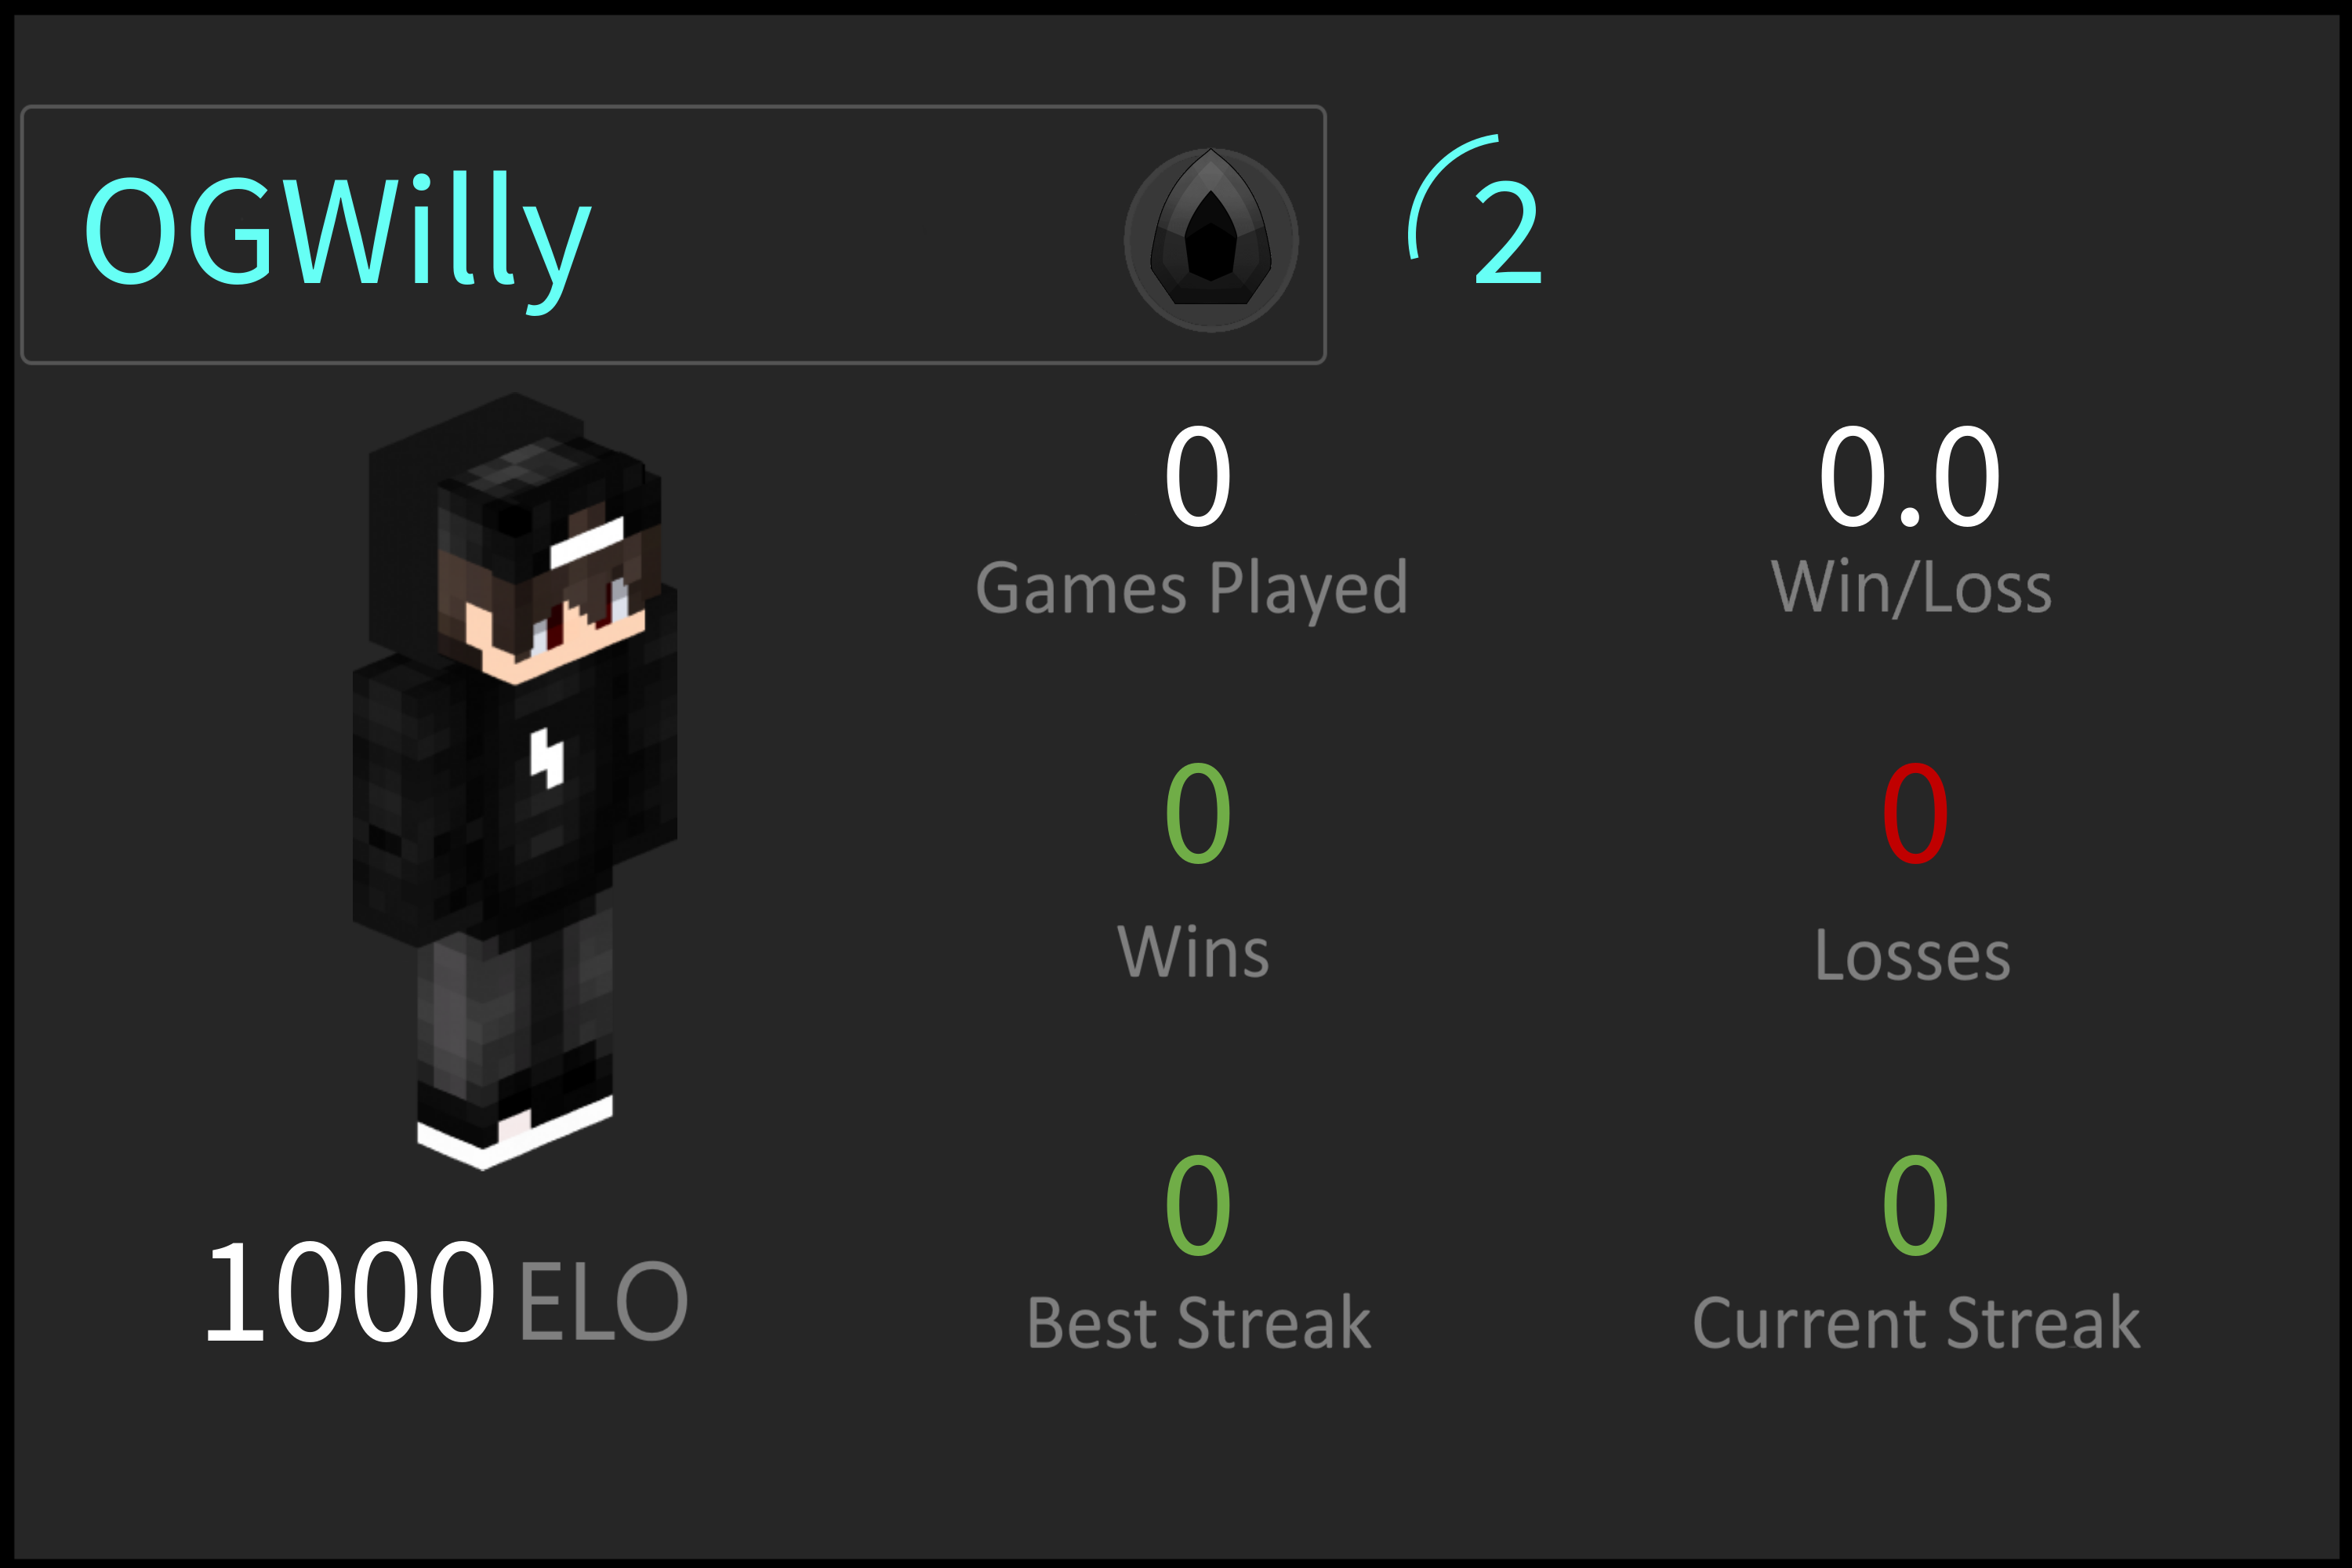 OGWilly 2
0 0.0
Games Played Win/Loss
0 0
Wins Losses
0 0
1000 ELO Best Streak Current Streak